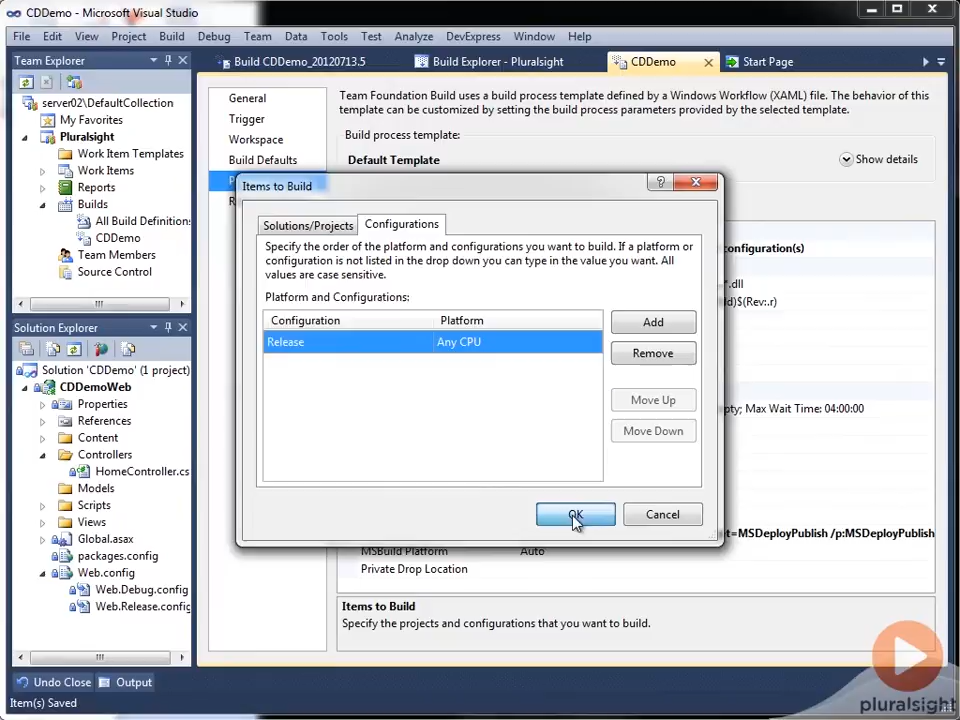 CDDemo - Microsoft Visual Studio
File Edit View Project Build Debug Team Data Tools Test Analyze DevExpress Window Help
Team Explorer
server02\DefaultCollection
My Favorites
Pluralsight
Work Item Templates
Work Items
Reports
Builds
All Build Definition
CDDemo
Team Members
Source Control
Solution Explorer
Solution 'CDDemo' (1 project)
CDDemoWeb
Properties
References
Content
Controllers
HomeController.cs
Models
Scripts
Views
Global.asax
packages.config
Web.config
Web.Debug.config
Web.Release.config
Undo Close Output
Item(s) Saved
Build CDDemo_20120713.5 Build Explorer - Pluralsight CDDemo Start Page
General
Trigger
Workspace
Build Defaults
Team Foundation Build uses a build process template defined by a Windows Workflow (XAML) file. The behavior of this
template can be customized by setting the build process parameters provided by the selected template.
Build process template:
Default Template Show details
Items to Build
Solutions/Projects Configurations
Specify the order of the platform and configurations you want to build. If a platform or
configuration is not listed in the drop down you can type in the value you want. All
values are case sensitive.
Platform and Configurations:
Configuration Platform
Release Any CPU
Add
Remove
Move Up
Move Down
OK Cancel
configuration(s)
*.dll
ld)$(Rev:.r)
pty; Max Wait Time: 04:00:00
t=MSDeployPublish /p:MSDeployPublish
MSBuild Platform Auto
Private Drop Location
Items to Build
Specify the projects and configurations that you want to build.
pluralsight